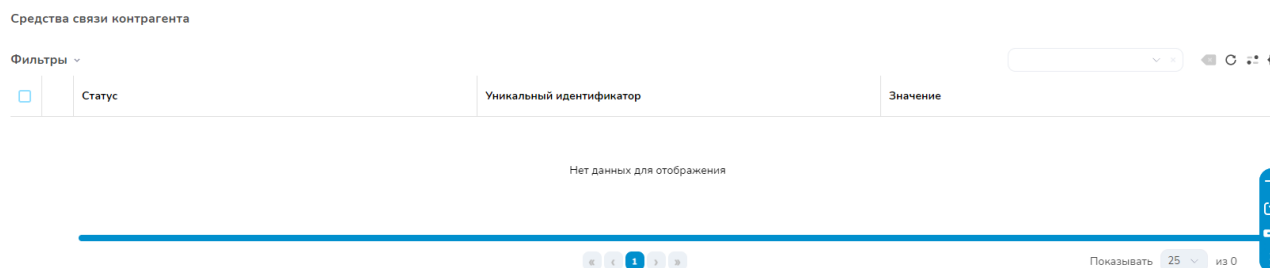 Средства связи контрагента
Фильтры
Статус Уникальный идентификатор Значение
Нет данных для отображения
« ‹ 1 › » Показывать 25 из 0